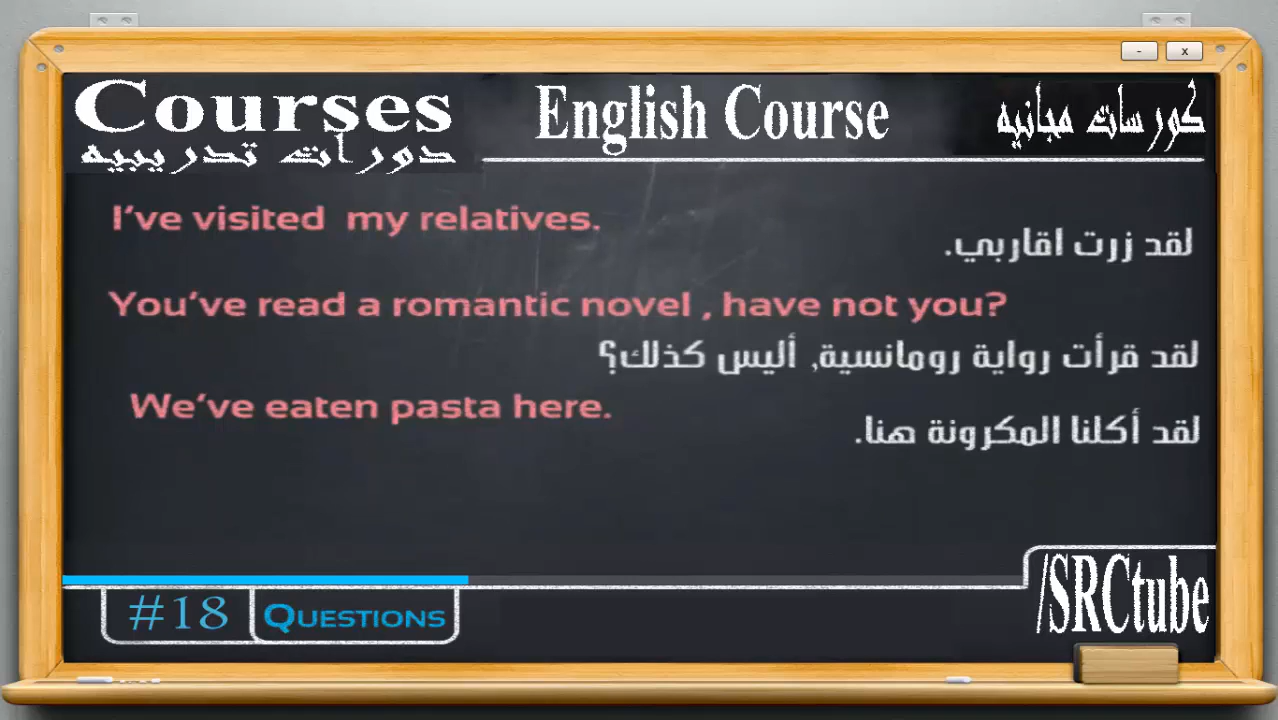 - x
Courses
دورات تدريبيه
English Course
كورسات مجانيه
I've visited my relatives.
لقد زرت اقاربي.
You've read a romantic novel , have not you?
لقد قرأت رواية رومانسية, أليس كذلك؟
We've eaten pasta here.
لقد أكلنا المكرونة هنا.
#18 QUESTIONS
/SRCtube